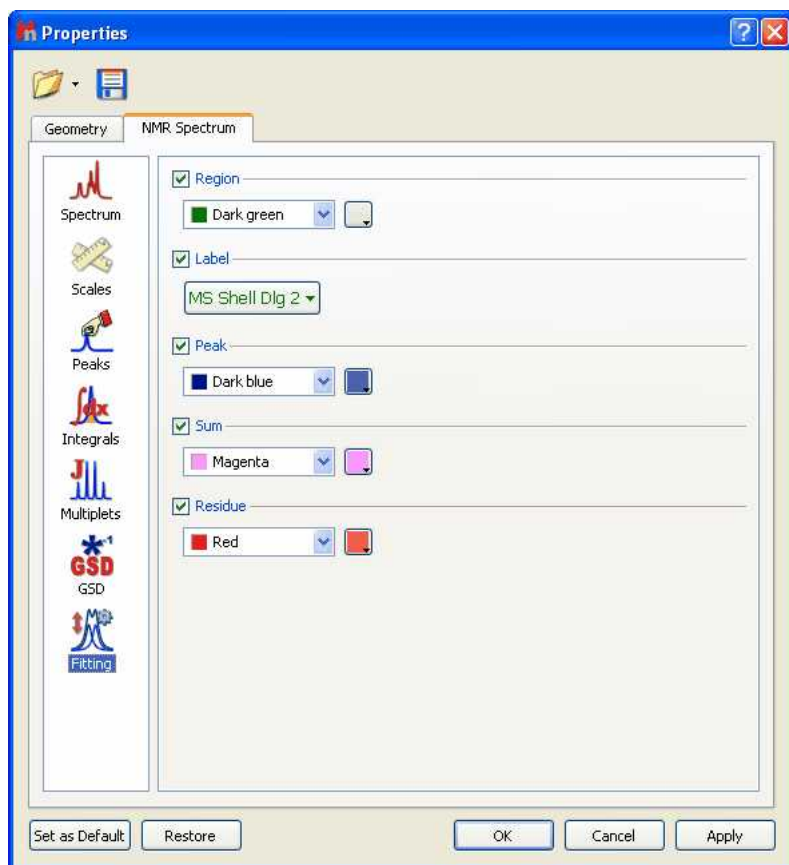 Properties
Geometry
NMR Spectrum
Spectrum
Scales
Peaks
Integrals
Multiplets
GSD
GSD
Fitting
Region
Dark green
Label
MS Shell Dlg 2
Peak
Dark blue
Sum
Magenta
Residue
Red
Set as Default
Restore
OK
Cancel
Apply